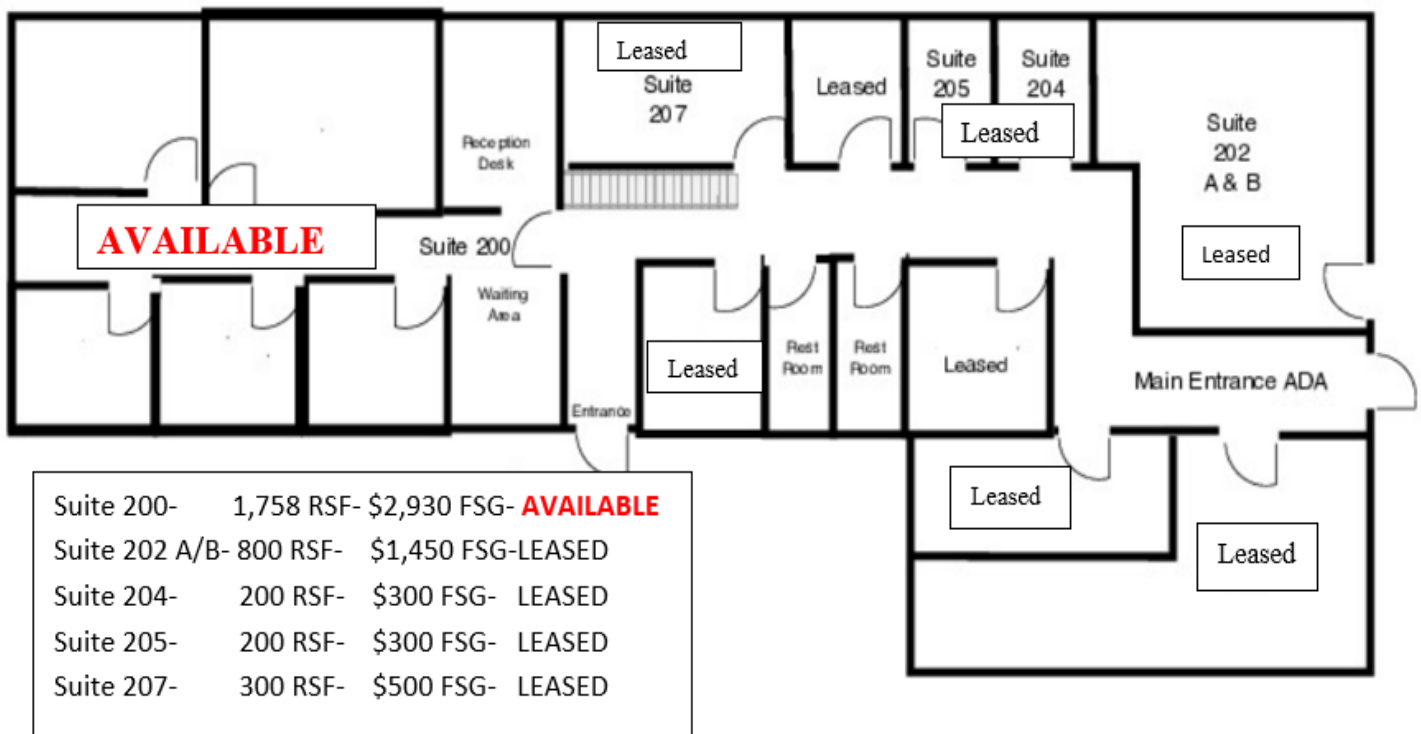 Leased
Suite
207
Leased
Suite
205
Suite
204
Leased
Suite
202
A & B
Leased
Reception
Desk
AVAILABLE
Suite 200
Waiting
Area
Entrance
Leased
Rest
Room
Rest
Room
Leased
Main Entrance ADA
Leased
Leased
Suite 200- 1,758 RSF- $2,930 FSG- AVAILABLE
Suite 202 A/B- 800 RSF- $1,450 FSG-LEASED
Suite 204- 200 RSF- $300 FSG- LEASED
Suite 205- 200 RSF- $300 FSG- LEASED
Suite 207- 300 RSF- $500 FSG- LEASED